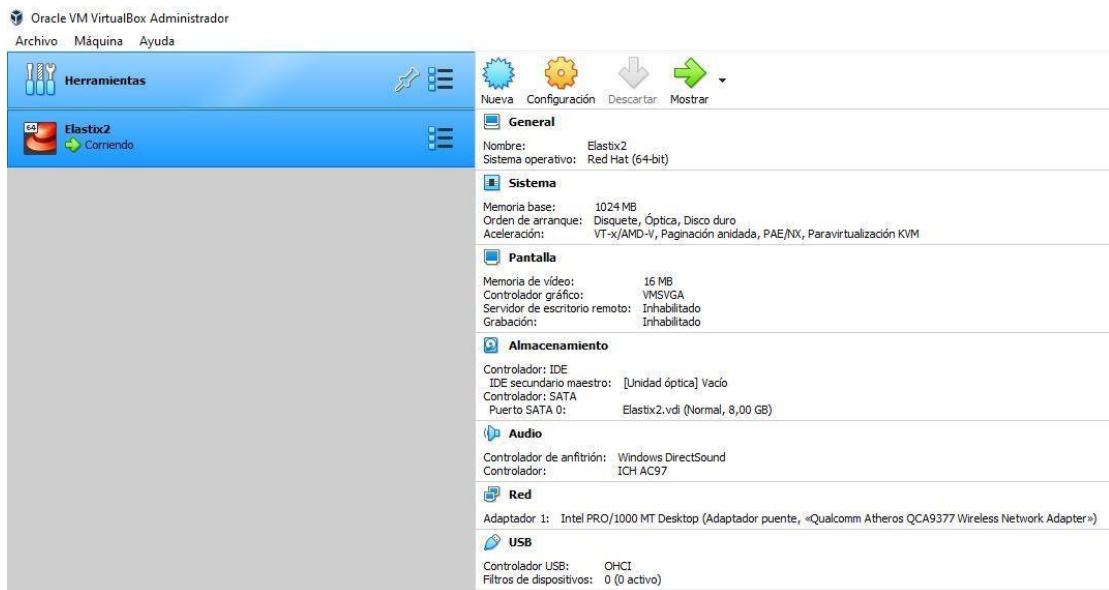 Oracle VM VirtualBox Administrador
Archivo Máquina Ayuda
Herramientas
64
Elastix2
Corriendo
Nueva Configuración Descartar Mostrar
General
Nombre: Elastix2
Sistema operativo: Red Hat (64-bit)
Sistema
Memoria base: 1024 MB
Orden de arranque: Disquete, Óptica, Disco duro
Aceleración: VT-x/AMD-V, Paginación anidada, PAE/NX, Paravirtualización KVM
Pantalla
Memoria de vídeo: 16 MB
Controlador gráfico: VMSVGA
Servidor de escritorio remoto: Inhabilitado
Grabación: Inhabilitado
Almacenamiento
Controlador: IDE
IDE secundario maestro: [Unidad óptica] Vacío
Controlador: SATA
Puerto SATA 0: Elastix2.vdi (Normal, 8,00 GB)
Audio
Controlador de anfitrión: Windows DirectSound
Controlador: ICH AC97
Red
Adaptador 1: Intel PRO/1000 MT Desktop (Adaptador puente, «Qualcomm Atheros QCA9377 Wireless Network Adapter»)
USB
Controlador USB: OHCI
Filtros de dispositivos: 0 (0 activo)